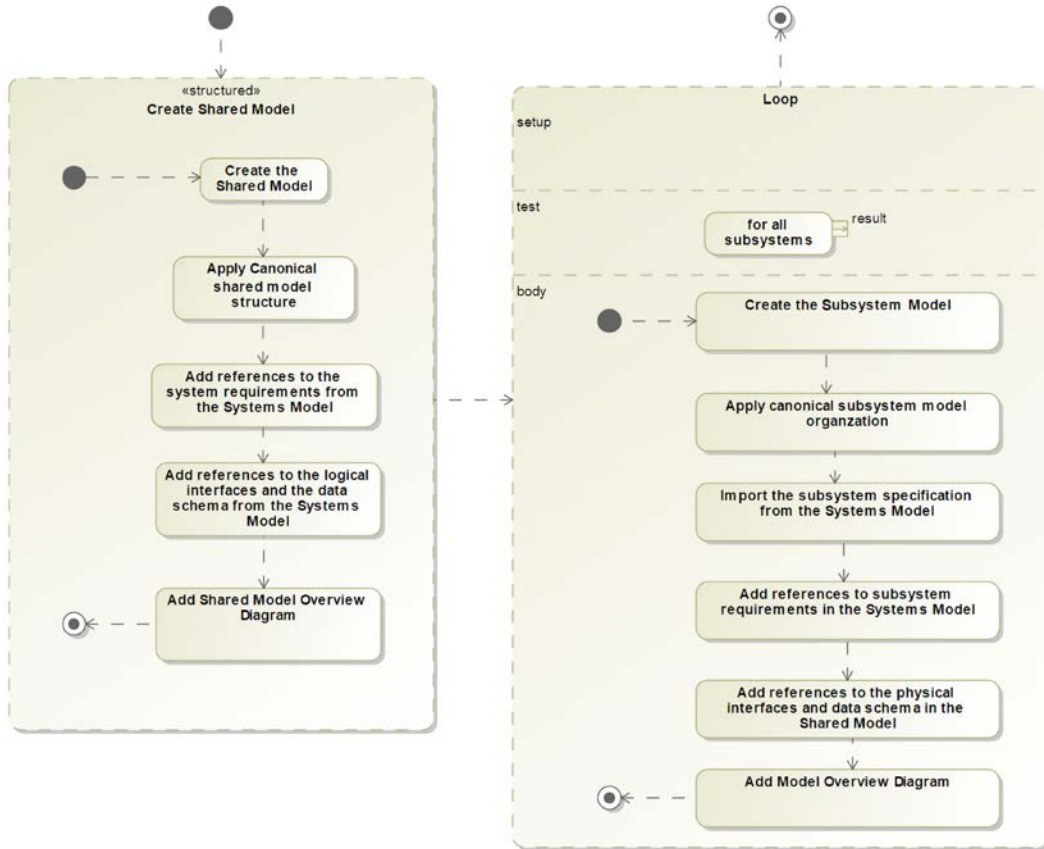 «structured»
Create Shared Model
Create the
Shared Model
Apply Canonical
shared model
structure
Add references to the
system requirements from
the Systems Model
Add references to the logical
interfaces and the data
schema from the Systems
Model
Add Shared Model Overview
Diagram
Loop
setup
test
for all
subsystems
result
body
Create the Subsystem Model
Apply canonical subsystem model
organzation
Import the subsystem specification
from the Systems Model
Add references to subsystem
requirements in the Systems Model
Add references to the physical
interfaces and data schema in the
Shared Model
Add Model Overview Diagram